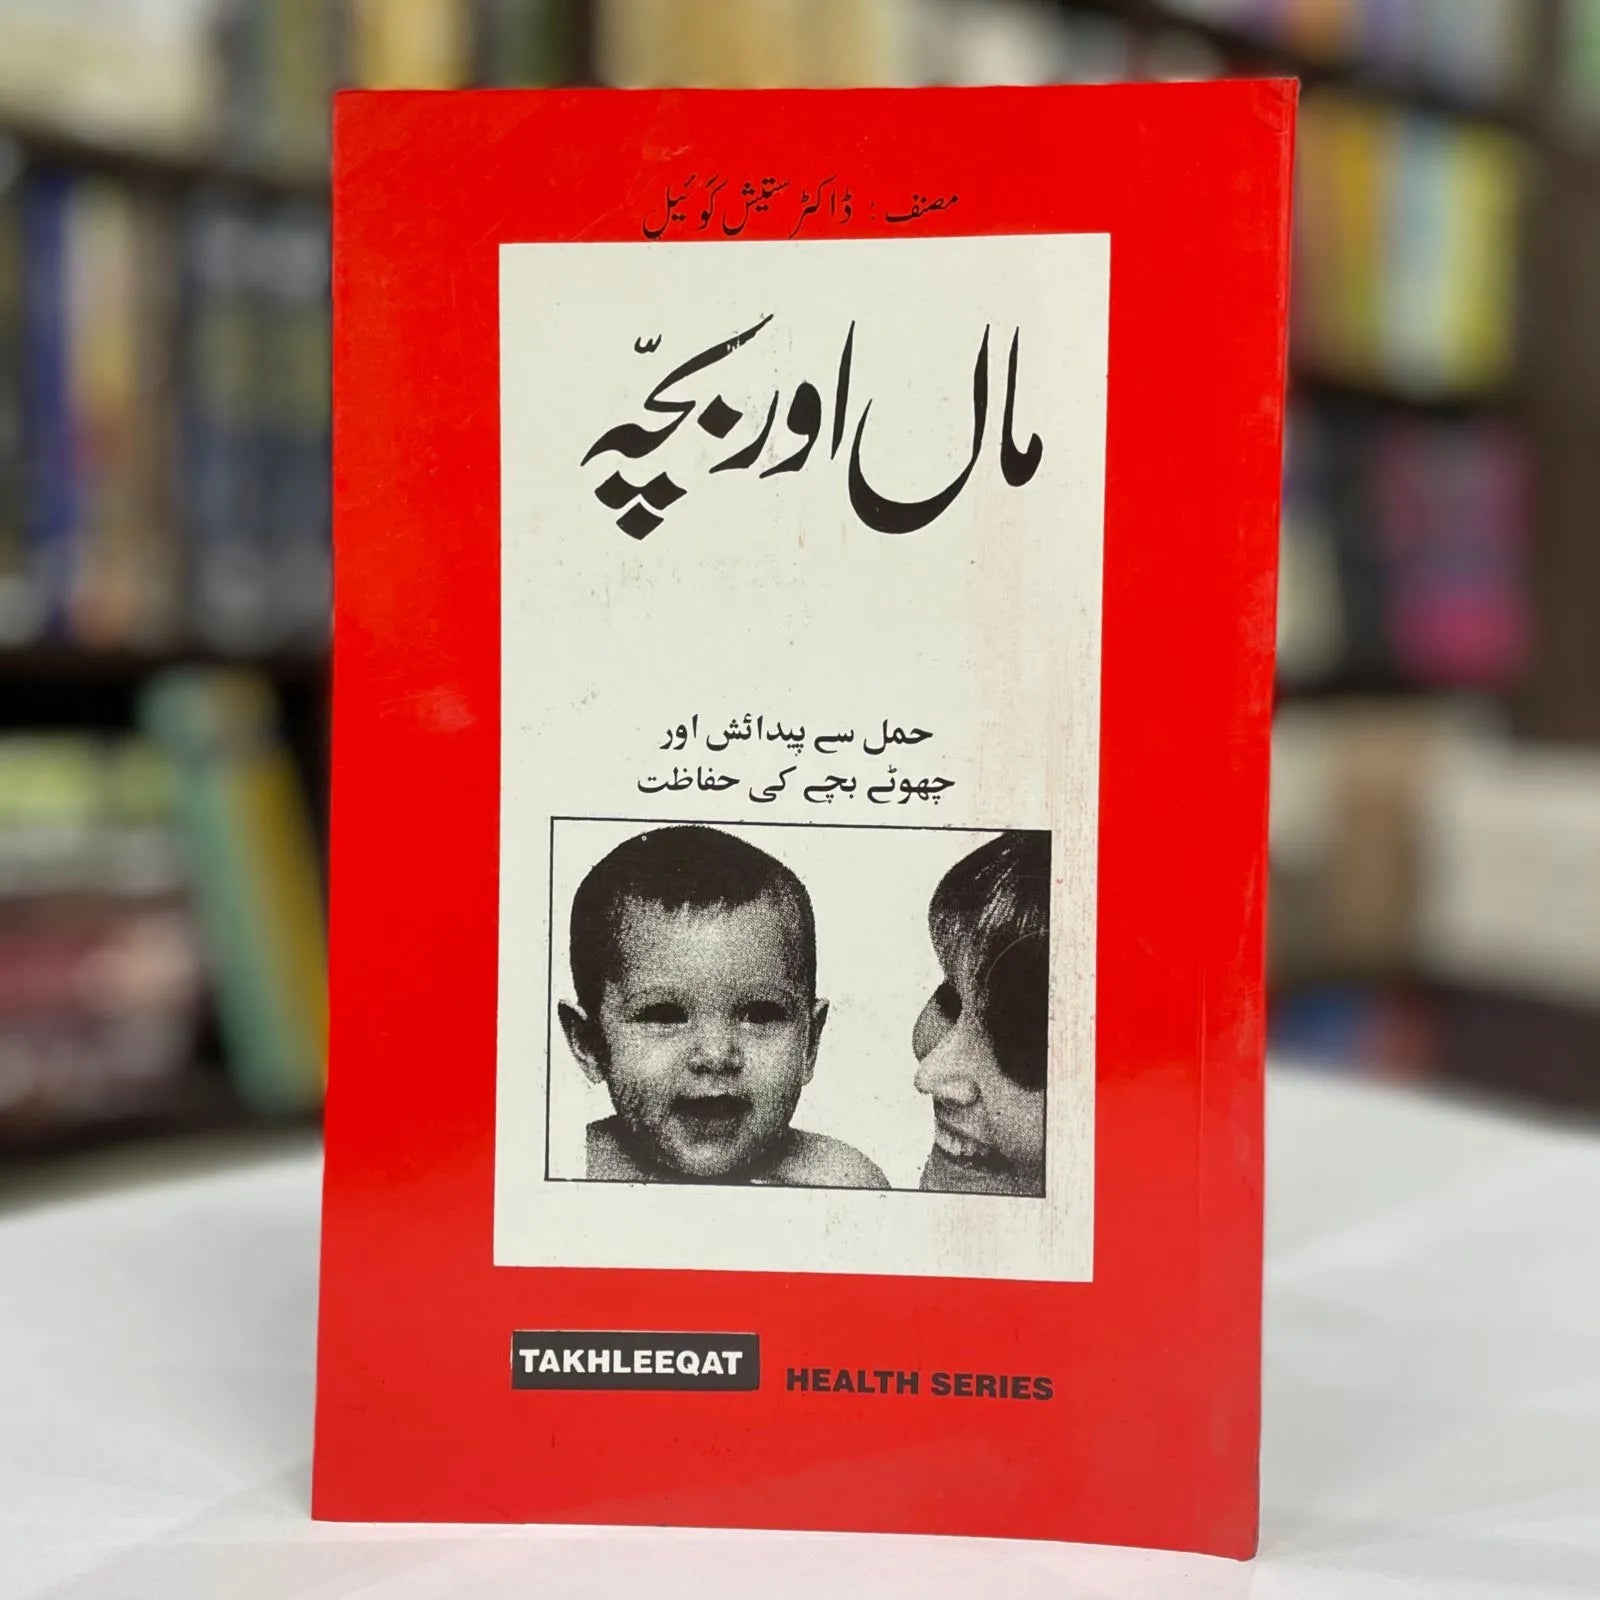 مصنف : ڈاکٹر ستیش گوئیل
ماں اور بچّہ
حمل سے پیدائش اور
چھوٹے بچے کی حفاظت
TAKHLEEQAT HEALTH SERIES